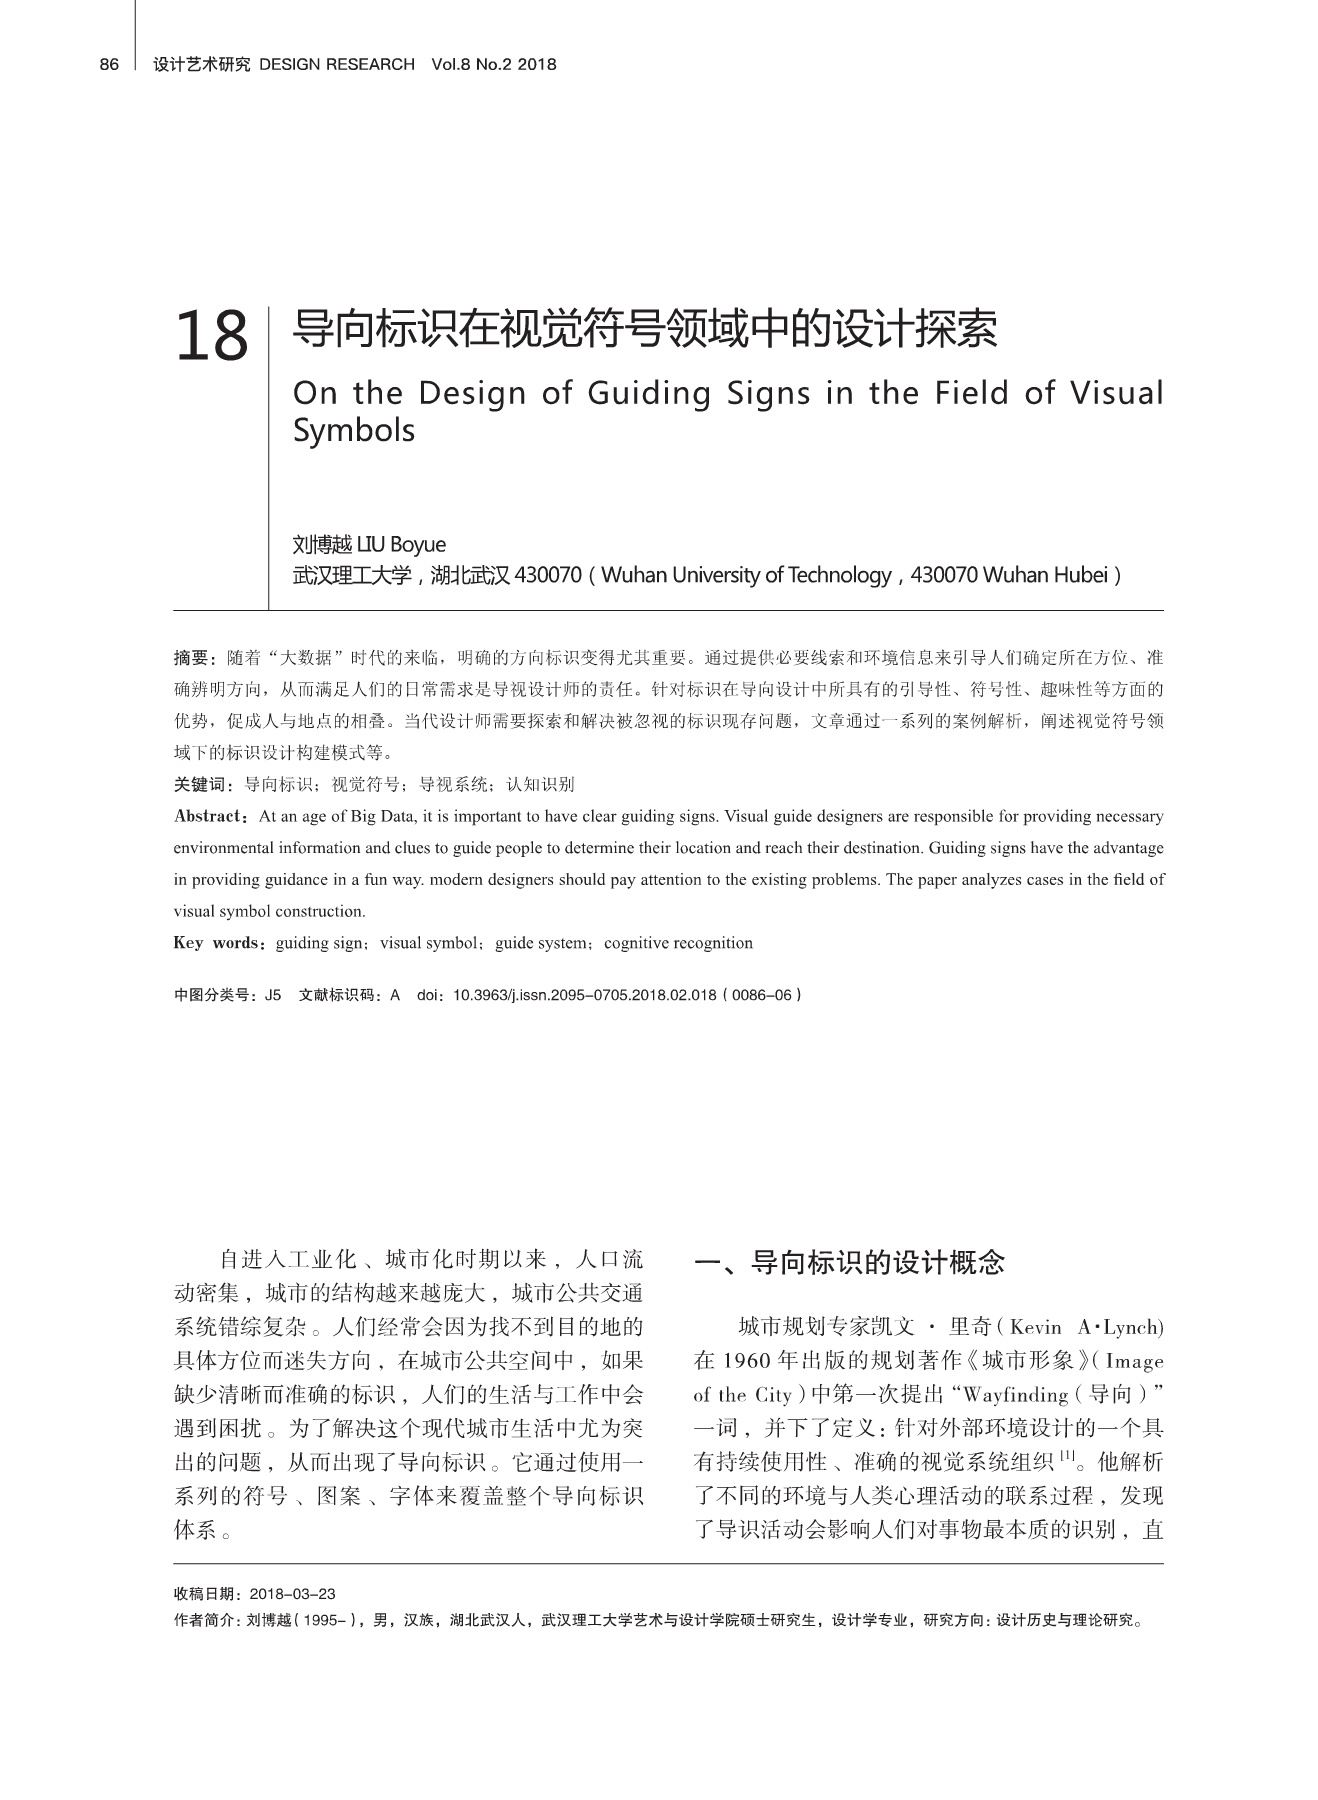 86 设计艺术研究 DESIGN RESEARCH Vol.8 No.2 2018
18
导向标识在视觉符号领域中的设计探索
On the Design of Guiding Signs in the Field of Visual
Symbols
刘博越 LIU Boyue
武汉理工大学，湖北武汉 430070（Wuhan University of Technology，430070 Wuhan Hubei）
摘要：随着“大数据”时代的来临，明确的方向标识变得尤其重要。通过提供必要线索和环境信息来引导人们确定所在方位、准
确辨明方向，从而满足人们的日常需求是导视设计师的责任。针对标识在导向设计中所具有的引导性、符号性、趣味性等方面的
优势，促成人与地点的相叠。当代设计师需要探索和解决被忽视的标识现存问题，文章通过一系列的案例解析，阐述视觉符号领
域下的标识设计构建模式等。
关键词：导向标识；视觉符号；导视系统；认知识别
Abstract：At an age of Big Data, it is important to have clear guiding signs. Visual guide designers are responsible for providing necessary
environmental information and clues to guide people to determine their location and reach their destination. Guiding signs have the advantage
in providing guidance in a fun way. modern designers should pay attention to the existing problems. The paper analyzes cases in the field of
visual symbol construction.
Key words：guiding sign；visual symbol；guide system；cognitive recognition
中图分类号：J5 文献标识码：A doi：10.3963/j.issn.2095-0705.2018.02.018（0086-06）
自进入工业化、城市化时期以来，人口流
动密集，城市的结构越来越庞大，城市公共交通
系统错综复杂。人们经常会因为找不到目的地的
具体方位而迷失方向，在城市公共空间中，如果
缺少清晰而准确的标识，人们的生活与工作中会
遇到困扰。为了解决这个现代城市生活中尤为突
出的问题，从而出现了导向标识。它通过使用一
系列的符号、图案、字体来覆盖整个导向标识
体系。
一、导向标识的设计概念
城市规划专家凯文·里奇（Kevin A·Lynch)
在 1960 年出版的规划著作《城市形象》（Image
of the City）中第一次提出“Wayfinding（导向）”
一词，并下了定义：针对外部环境设计的一个具
有持续使用性、准确的视觉系统组织[1]。他解析
了不同的环境与人类心理活动的联系过程，发现
了导识活动会影响人们对事物最本质的识别，直
收稿日期：2018-03-23
作者简介：刘博越（1995-），男，汉族，湖北武汉人，武汉理工大学艺术与设计学院硕士研究生，设计学专业，研究方向：设计历史与理论研究。